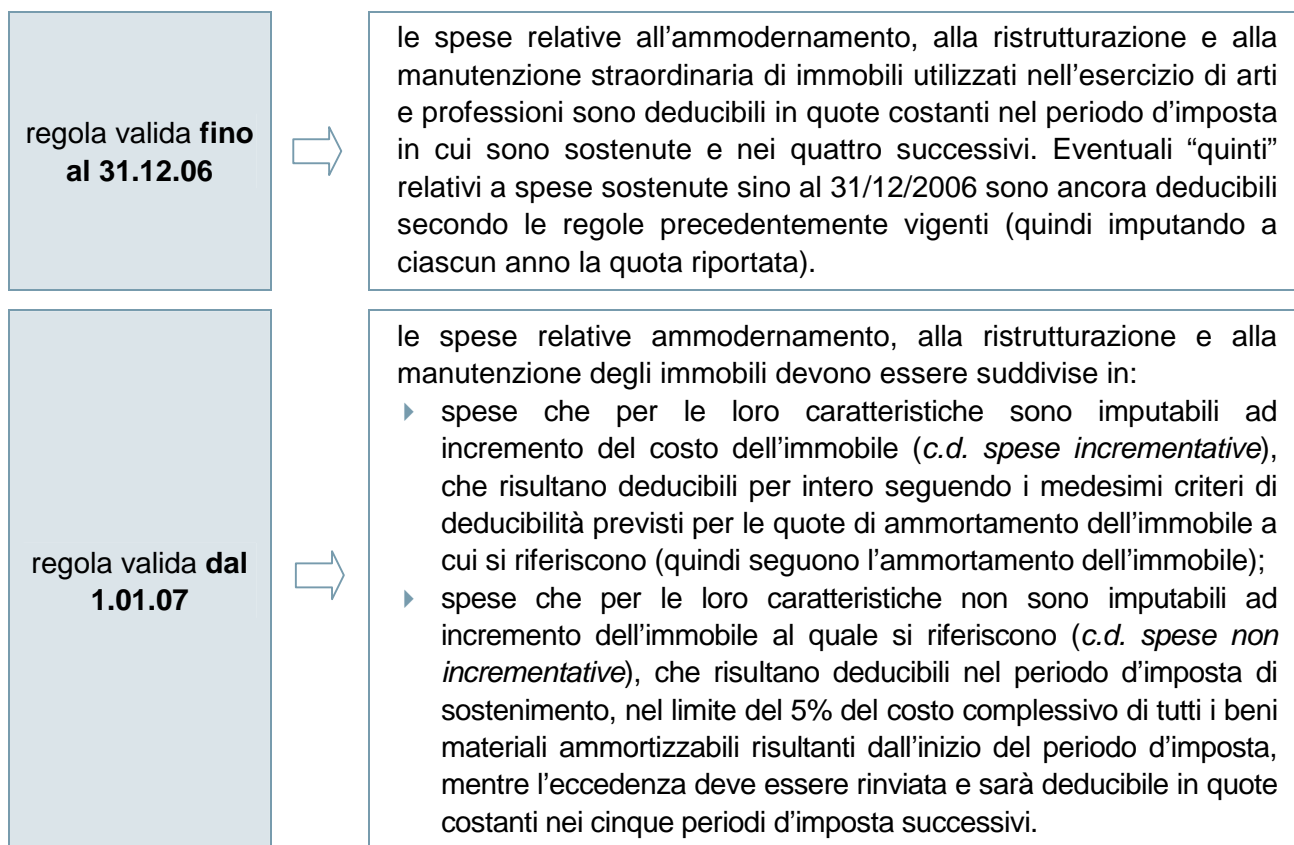 regola valida fino
al 31.12.06
le spese relative all’ammodernamento, alla ristrutturazione e alla
manutenzione straordinaria di immobili utilizzati nell’esercizio di arti
e professioni sono deducibili in quote costanti nel periodo d’imposta
in cui sono sostenute e nei quattro successivi. Eventuali “quinti”
relativi a spese sostenute sino al 31/12/2006 sono ancora deducibili
secondo le regole precedentemente vigenti (quindi imputando a
ciascun anno la quota riportata).
regola valida dal
1.01.07
le spese relative ammodernamento, alla ristrutturazione e alla
manutenzione degli immobili devono essere suddivise in:
spese che per le loro caratteristiche sono imputabili ad
incremento del costo dell’immobile (c.d. spese incrementative),
che risultano deducibili per intero seguendo i medesimi criteri di
deducibilità previsti per le quote di ammortamento dell’immobile a
cui si riferiscono (quindi seguono l’ammortamento dell’immobile);
spese che per le loro caratteristiche non sono imputabili ad
incremento dell’immobile al quale si riferiscono (c.d. spese non
incrementative), che risultano deducibili nel periodo d’imposta di
sostenimento, nel limite del 5% del costo complessivo di tutti i beni
materiali ammortizzabili risultanti dall’inizio del periodo d’imposta,
mentre l’eccedenza deve essere rinviata e sarà deducibile in quote
costanti nei cinque periodi d’imposta successivi.